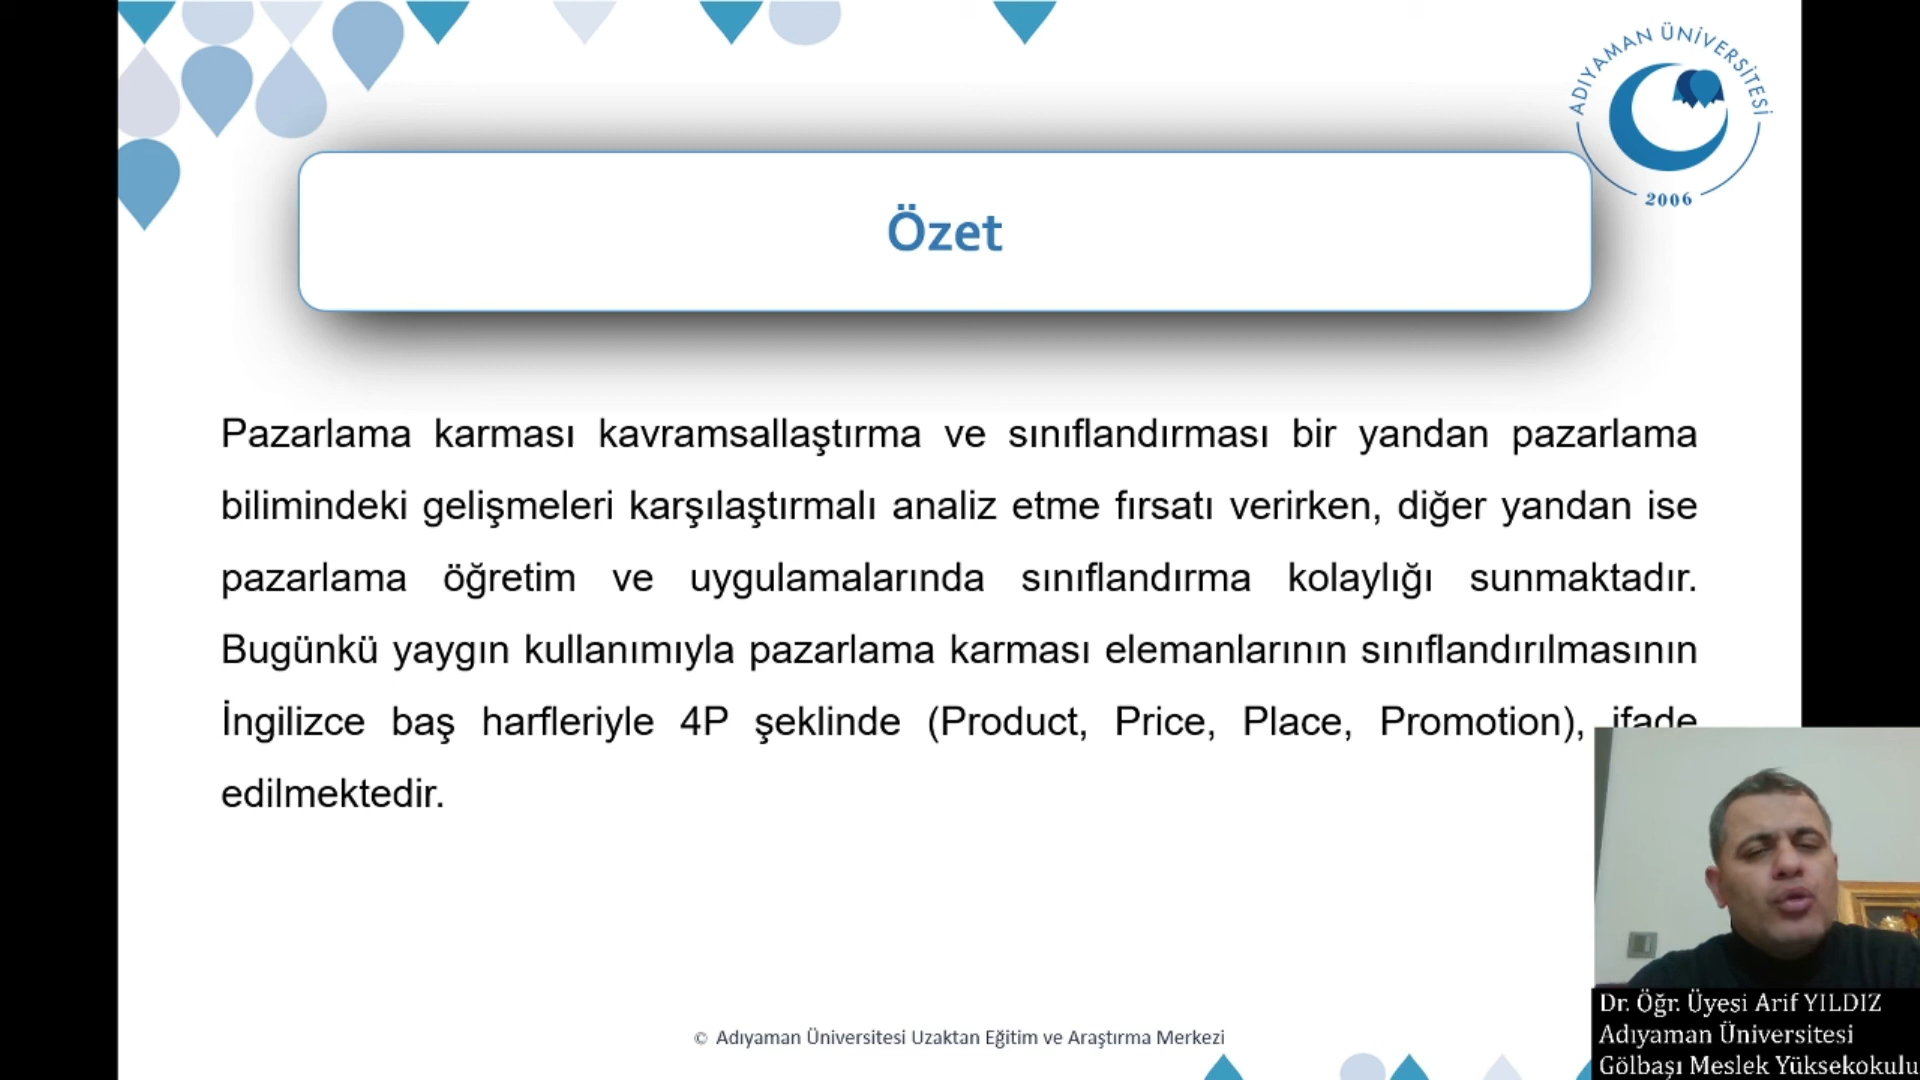 ADIYAMAN ÜNİVERSİTESİ
2006
Özet
Pazarlama karması kavramsallaştırma ve sınıflandırması bir yandan pazarlama
bilimindeki gelişmeleri karşılaştırmalı analiz etme fırsatı verirken, diğer yandan ise
pazarlama öğretim ve uygulamalarında sınıflandırma kolaylığı sunmaktadır.
Bugünkü yaygın kullanımıyla pazarlama karması elemanlarının sınıflandırılmasının
İngilizce baş harfleriyle 4P şeklinde (Product, Price, Place, Promotion), ifade
edilmektedir.
Dr. Öğr. Üyesi Arif YILDIZ
Adıyaman Üniversitesi
Gölbaşı Meslek Yüksekokulu
© Adıyaman Üniversitesi Uzaktan Eğitim ve Araştırma Merkezi